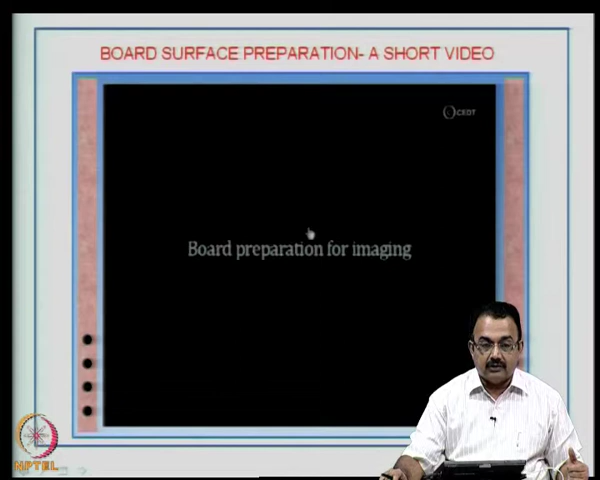 BOARD SURFACE PREPARATION- A SHORT VIDEO
CEDT
Board preparation for imaging
NPTEL